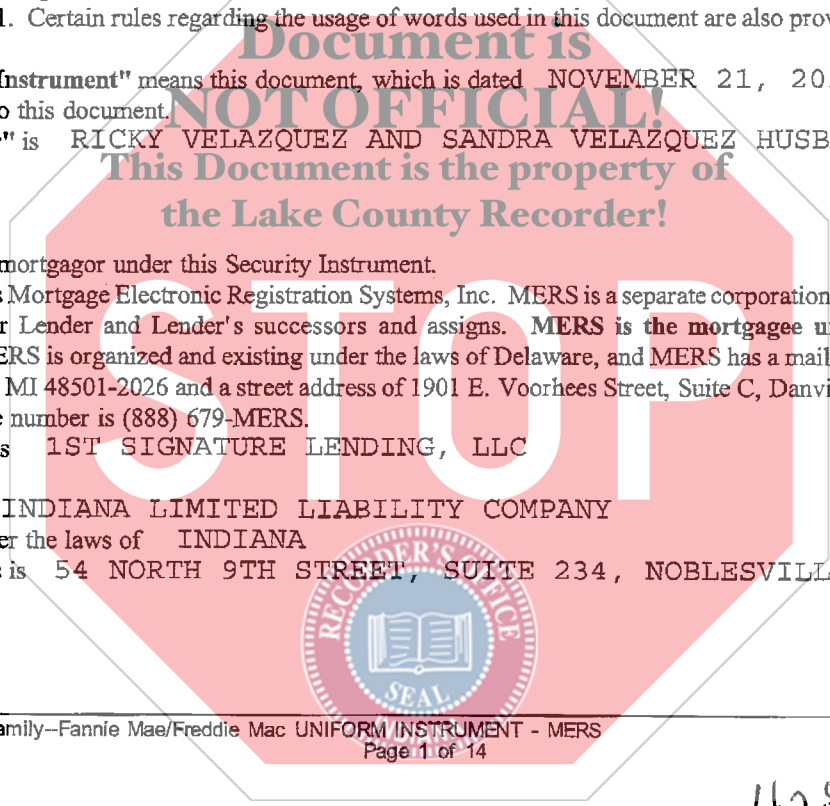 1. Certain rules regarding the usage of words used in this document are also prov
Document is
Instrument" means this document, which is dated NOVEMBER 21, 20
o this document.
NOT OFFICIAL!
" is RICKY VELAZQUEZ AND SANDRA VELAZQUEZ HUSB
This Document is the property of
the Lake County Recorder!
mortgagor under this Security Instrument.
s Mortgage Electronic Registration Systems, Inc. MERS is a separate corporation
r Lender and Lender's successors and assigns. MERS is the mortgagee u
ERS is organized and existing under the laws of Delaware, and MERS has a mail
MI 48501-2026 and a street address of 1901 E. Voorhees Street, Suite C, Danvi
e number is (888) 679-MERS.
s 1ST SIGNATURE LENDING, LLC
STOP
INDIANA LIMITED LIABILITY COMPANY
er the laws of INDIANA
s is 54 NORTH 9TH STREET, SUITE 234, NOBLESVILL
RECORDER'S OFFICE
SEAL
INDIANA
amily--Fannie Mae/Freddie Mac UNIFORM INSTRUMENT - MERS
Page 1 of 14